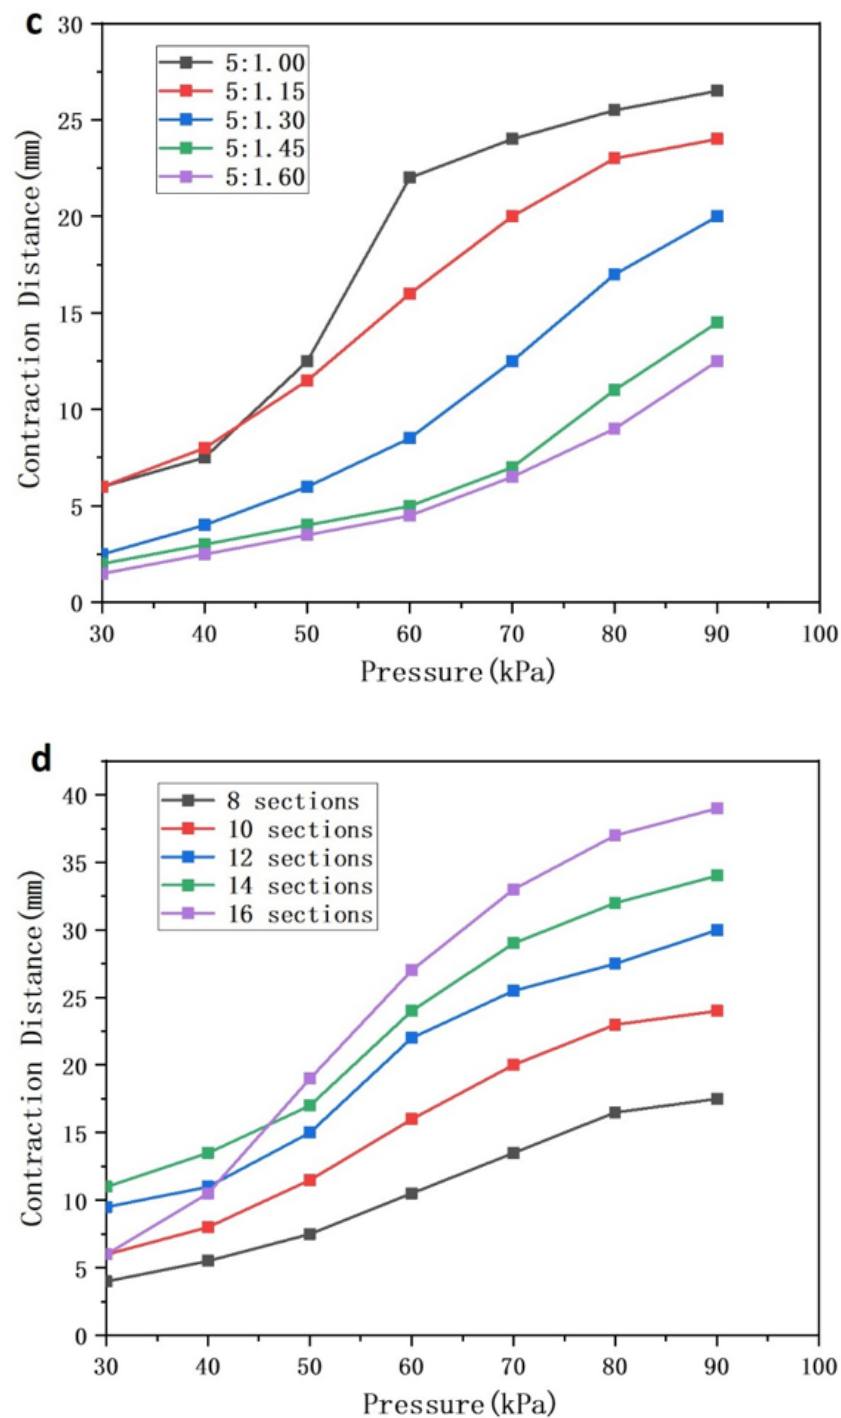 c
30
25
20
15
10
5
0
5:1.00
5:1.15
5:1.30
5:1.45
5:1.60
Contraction Distance(mm)
30 40 50 60 70 80 90 100
Pressure(kPa)
d
40
35
30
25
20
15
10
5
0
8 sections
10 sections
12 sections
14 sections
16 sections
Contraction Distance(mm)
30 40 50 60 70 80 90 100
Pressure(kPa)